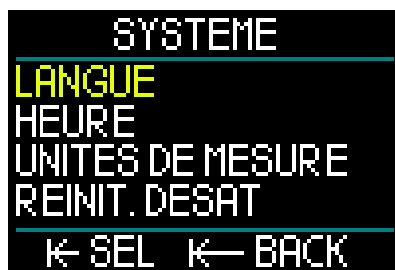 SYSTEME
LANGUE
HEURE
UNITES DE MESURE
REINIT. DESAT
SEL BACK